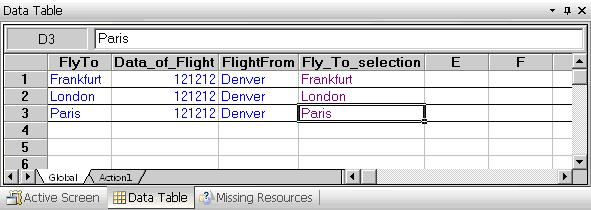 Data Table
D3 Paris
FlyTo Data_of_Flight FlightFrom Fly_To_selection E F
1 Frankfurt 121212 Denver Frankfurt
2 London 121212 Denver London
3 Paris 121212 Denver Paris
4
5
6
Global Action1
Active Screen Data Table Missing Resources